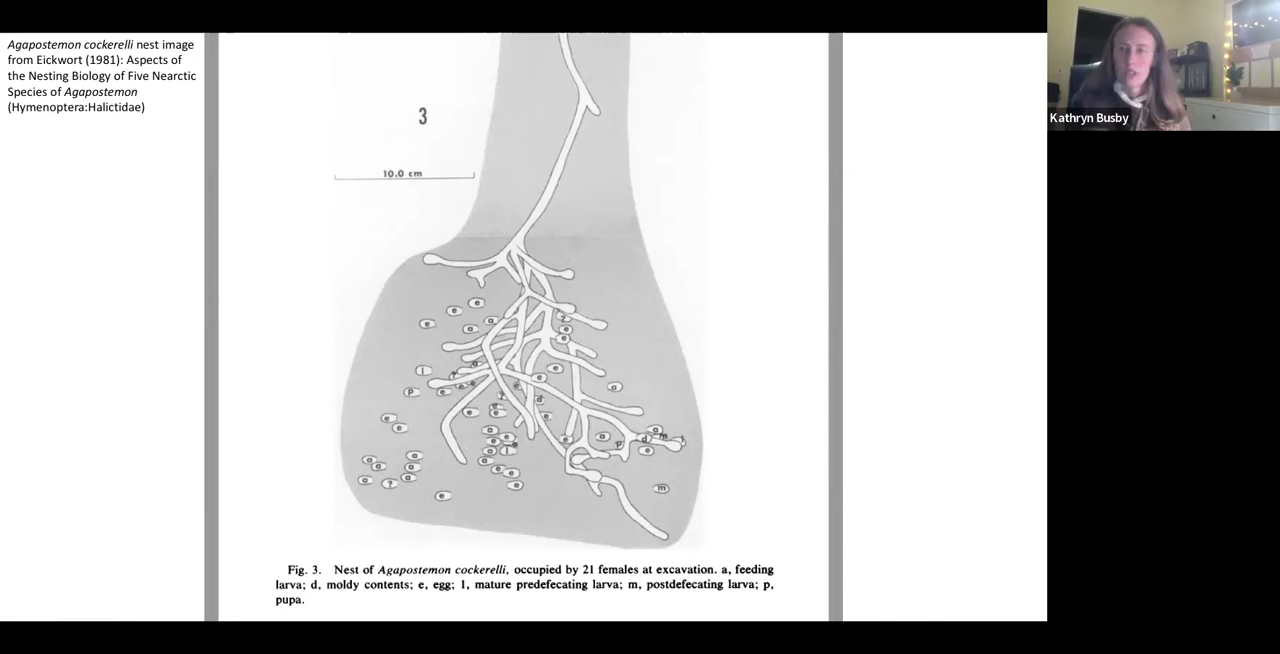 Agapostemon cockerelli nest image
from Eickwort (1981): Aspects of
the Nesting Biology of Five Nearctic
Species of Agapostemon
(Hymenoptera:Halictidae)
Kathryn Busby
3
10.0 cm
Fig. 3. Nest of Agapostemon cockerelli, occupied by 21 females at excavation. a, feeding
larva; d, moldy contents; e, egg; l, mature predefecating larva; m, postdefecating larva; p,
pupa.